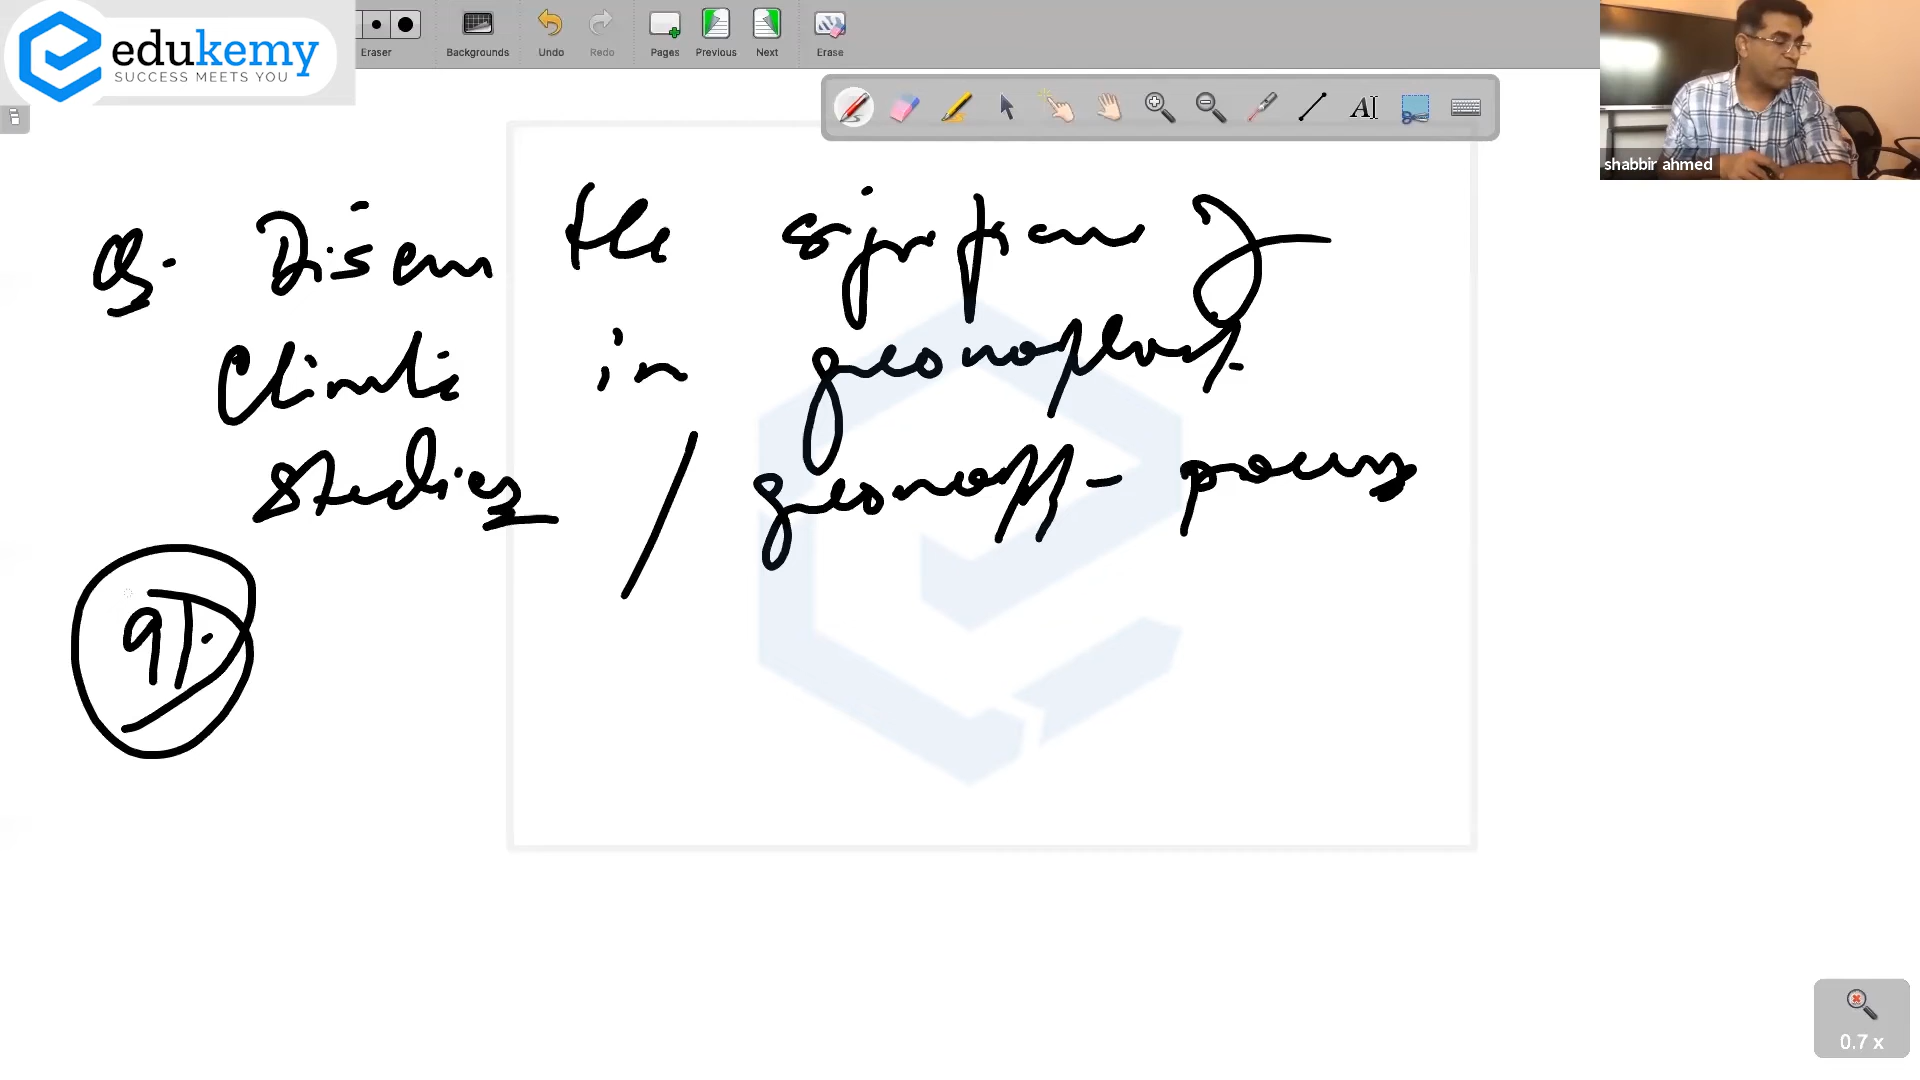 edukemy
SUCCESS MEETS YOU
Eraser
Backgrounds
Undo
Redo
Pages
Previous
Next
Erase
shabbir ahmed
Q. Discuss the significance of
Climatic in geomorphological
studies / geomorph- process
0.7 x